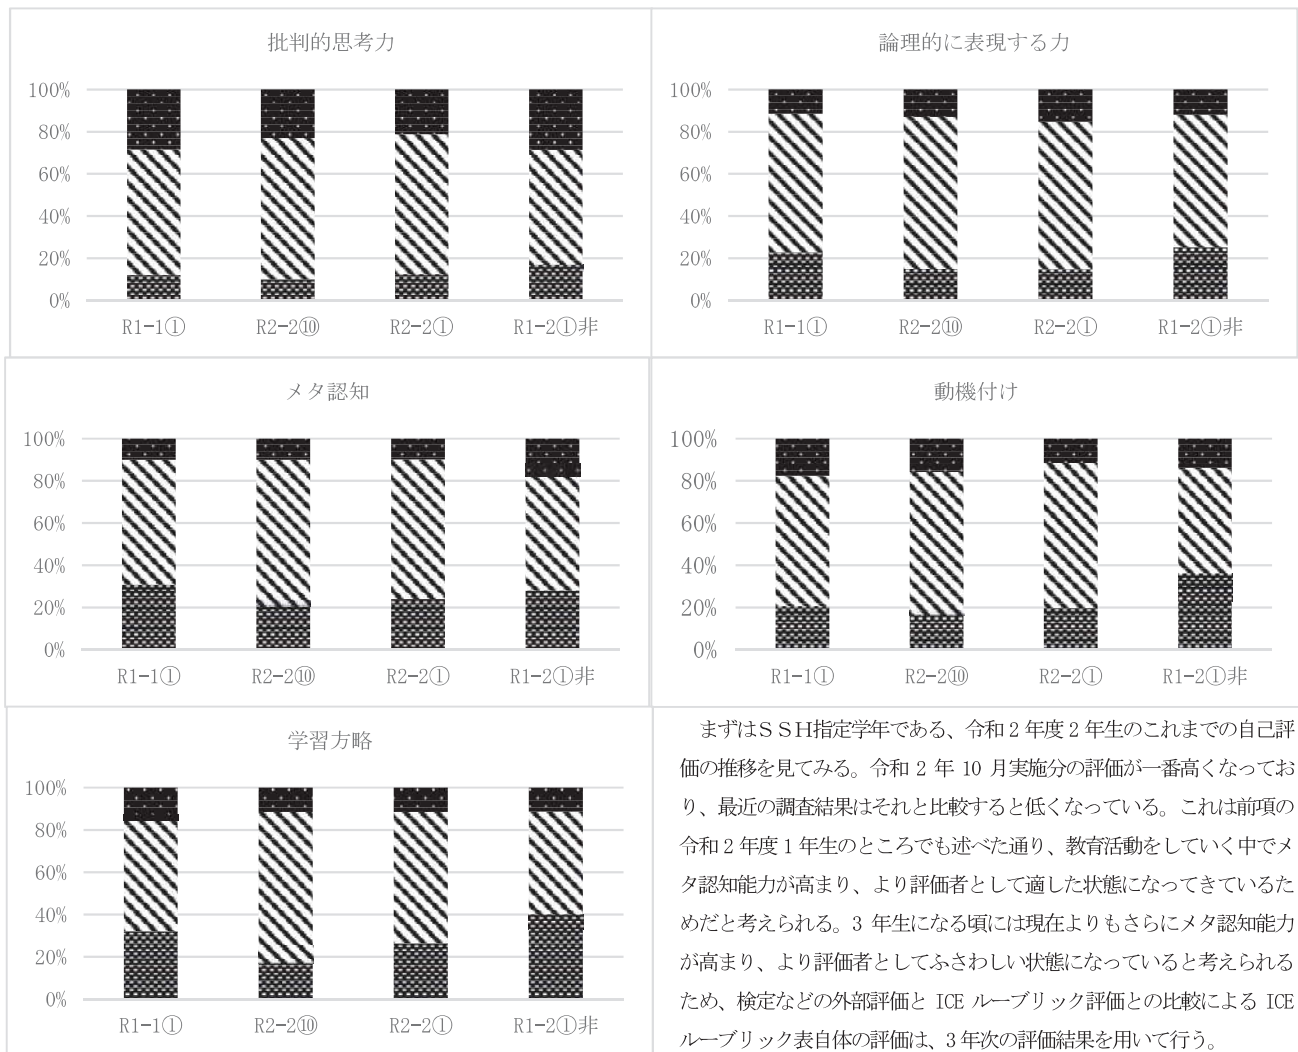 批判的思考力
100%
80%
60%
40%
20%
0%
R1-1① R2-2⑩ R2-2① R1-2①非
論理的に表現する力
100%
80%
60%
40%
20%
0%
R1-1① R2-2⑩ R2-2① R1-2①非
メタ認知
100%
80%
60%
40%
20%
0%
R1-1① R2-2⑩ R2-2① R1-2①非
動機付け
100%
80%
60%
40%
20%
0%
R1-1① R2-2⑩ R2-2① R1-2①非
学習方略
100%
80%
60%
40%
20%
0%
R1-1① R2-2⑩ R2-2① R1-2①非
まずはＳＳＨ指定学年である、令和２年度２年生のこれまでの自己評
価の推移を見てみる。令和 2 年 10 月実施分の評価が一番高くなってお
り、最近の調査結果はそれと比較すると低くなっている。これは前項の
令和２年度１年生のところでも述べた通り、教育活動をしていく中でメ
タ認知能力が高まり、より評価者として適した状態になってきているた
めだと考えられる。3 年生になる頃には現在よりもさらにメタ認知能力
が高まり、より評価者としてふさわしい状態になっていると考えられる
ため、検定などの外部評価と ICE ルーブリック評価との比較による ICE
ルーブリック表自体の評価は、3 年次の評価結果を用いて行う。